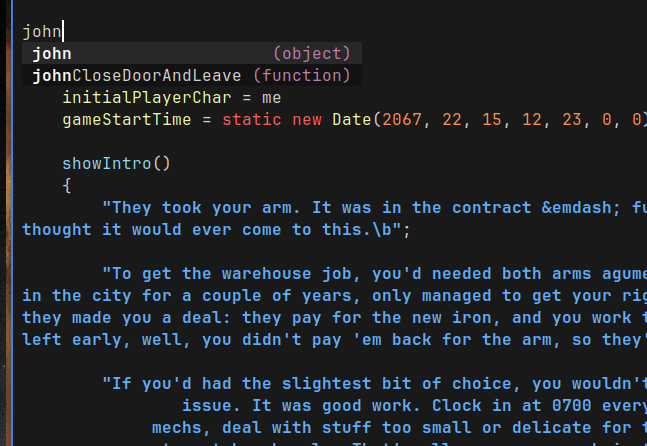 john
john (object)
johnCloseDoorAndLeave (function)
initialPlayerChar = me
gameStartTime = static new Date(2067, 22, 15, 12, 23, 0, 0)
showIntro()
{
"They took your arm. It was in the contract &emdash; fu
thought it would ever come to this.\b";
"To get the warehouse job, you'd needed both arms agume
in the city for a couple of years, only managed to get your rig
they made you a deal: they pay for the new iron, and you work t
left early, well, you didn't pay 'em back for the arm, so they'
"If you'd had the slightest bit of choice, you wouldn't
issue. It was good work. Clock in at 0700 every
mechs, deal with stuff too small or delicate for t